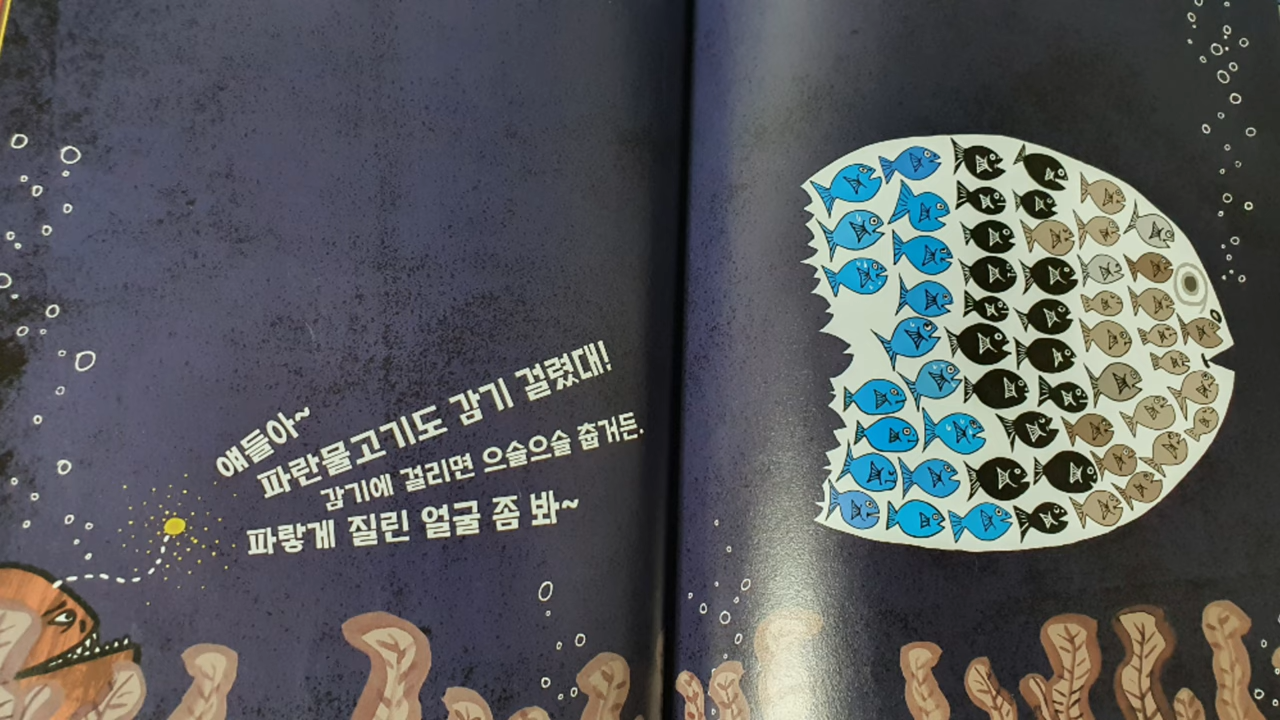 얘들아~
파란물고기도 감기 걸렸대!
감기에 걸리면 으슬으슬 춥거든.
파랗게 질린 얼굴 좀 봐~